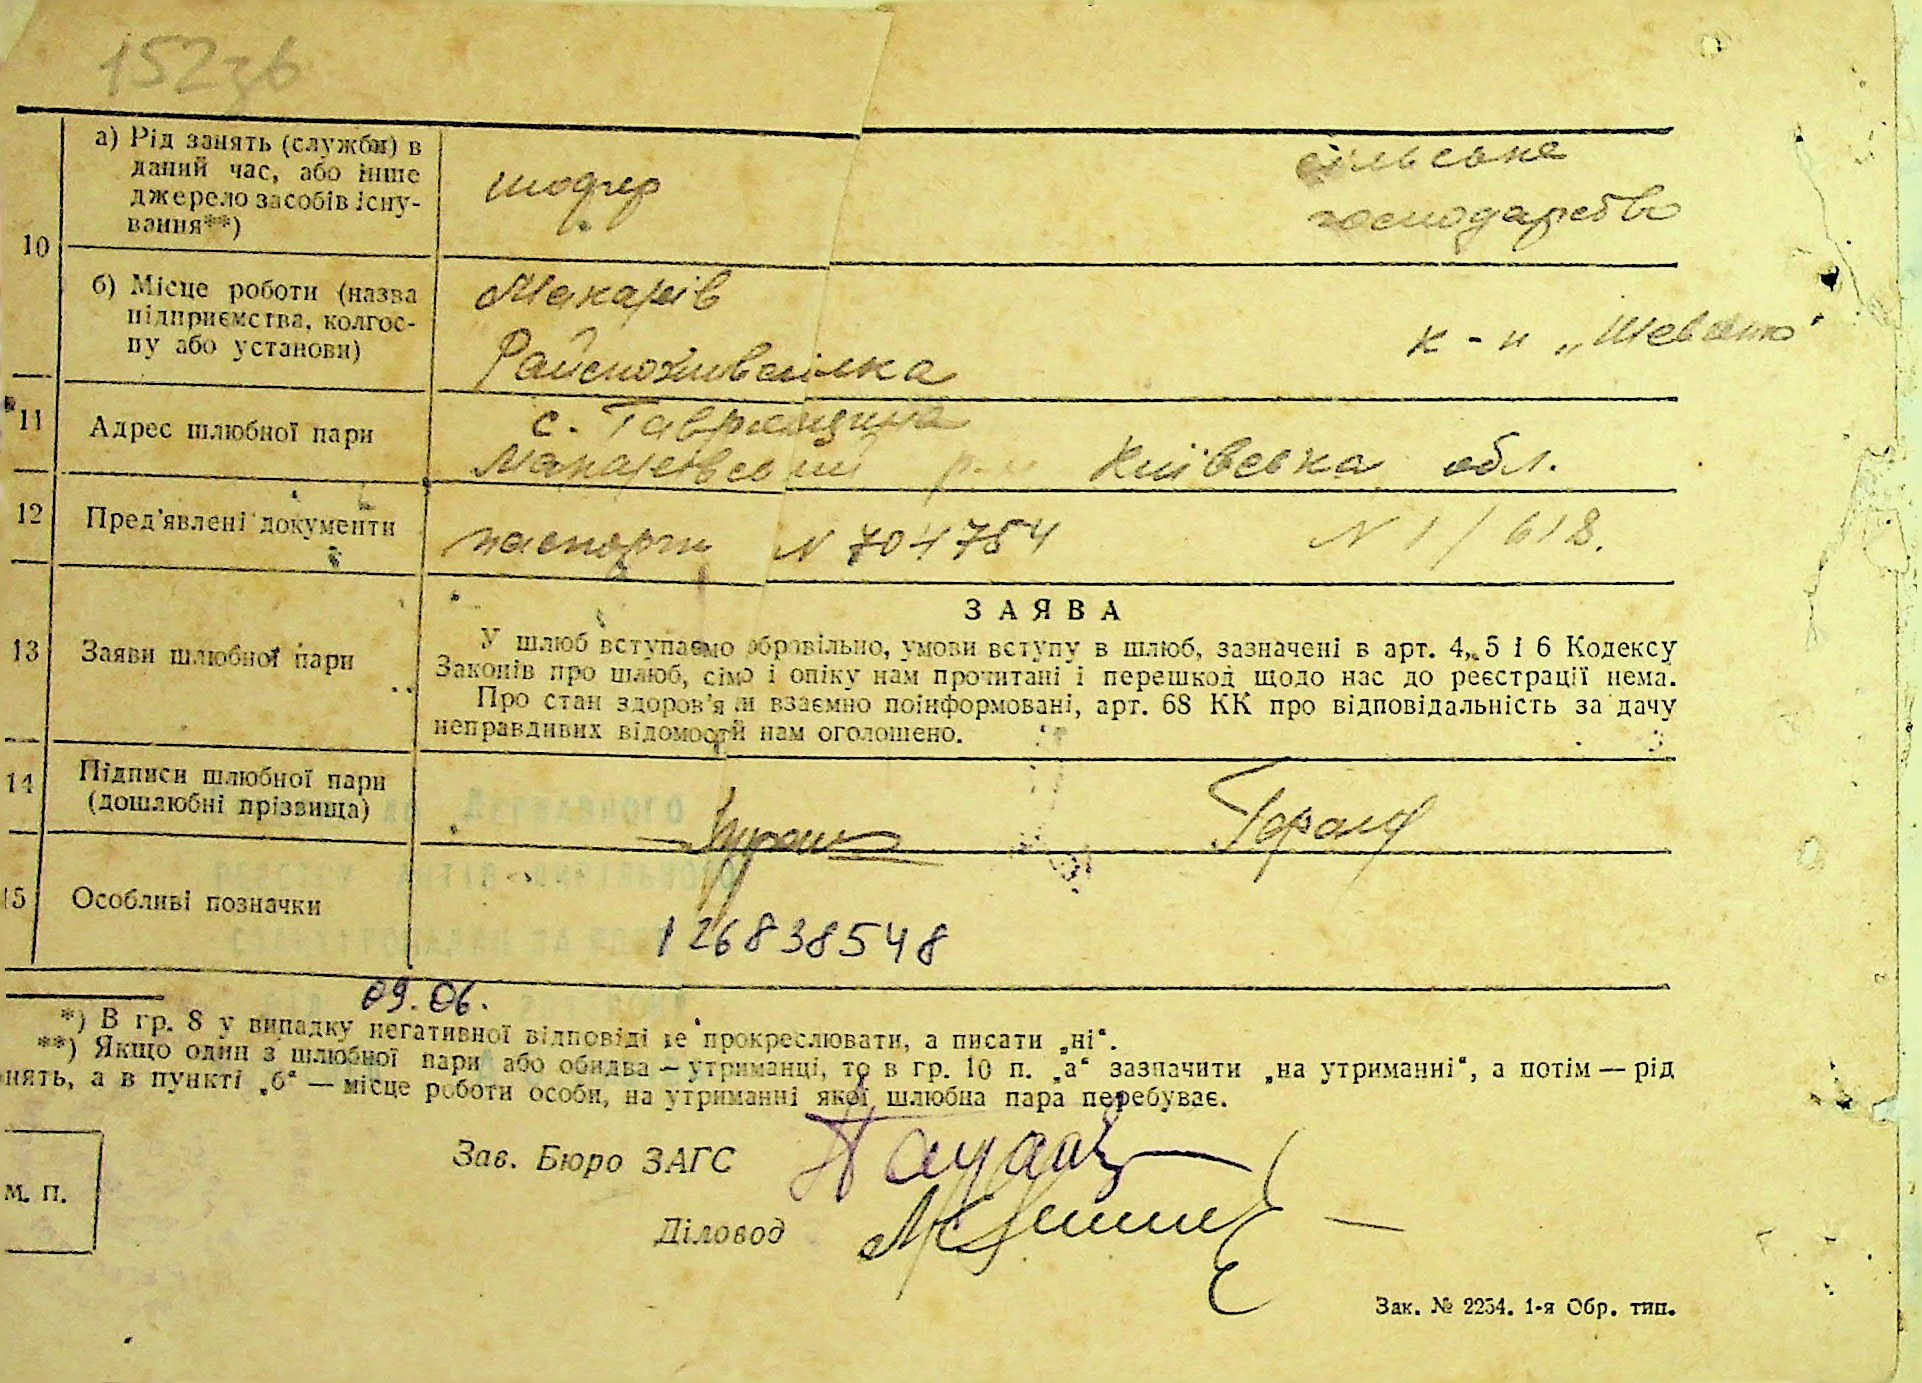 152зв
10
а) Рід занять (служби) в
даний час, або інше
джерело засобів існу-
вання**)
шофер
сільське
господарство
б) Місце роботи (назва
підприємства, колгос-
пу або установи)
Макарів
Райспоживспілка
к-п „Шевченко"
11
Адрес шлюбної пари
с. Гавронщина
Макарівський р-н Київська обл.
12
Пред'явлені документи
паспорти N 701754
N 1/618.
13
Заяви шлюбної пари
ЗАЯВА
У шлюб вступаємо добровільно, умови вступу в шлюб, зазначені в арт. 4, 5 і 6 Кодексу
Законів про шлюб, сім'ю і опіку нам прочитані і перешкод щодо нас до реєстрації нема.
Про стан здоров'я ми взаємно поінформовані, арт. 68 КК про відповідальність за дачу
неправдивих відомостей нам оголошено.
14
Підписи шлюбної пари
(дошлюбні прізвища)
15
Особливі позначки
126838548
09.06.
*) В гр. 8 у випадку негативної відповіді не прокреслювати, а писати „ні".
**) Якщо один з шлюбної пари або обидва — утриманці, то в гр. 10 п. „а" зазначити „на утриманні", а потім — рід
нять, а в пункті „б" — місце роботи особи, на утриманні якої шлюбна пара перебуває.
Зав. Бюро ЗАГС
М. П.
Діловод
Зак. № 2254. 1-я Обр. тип.